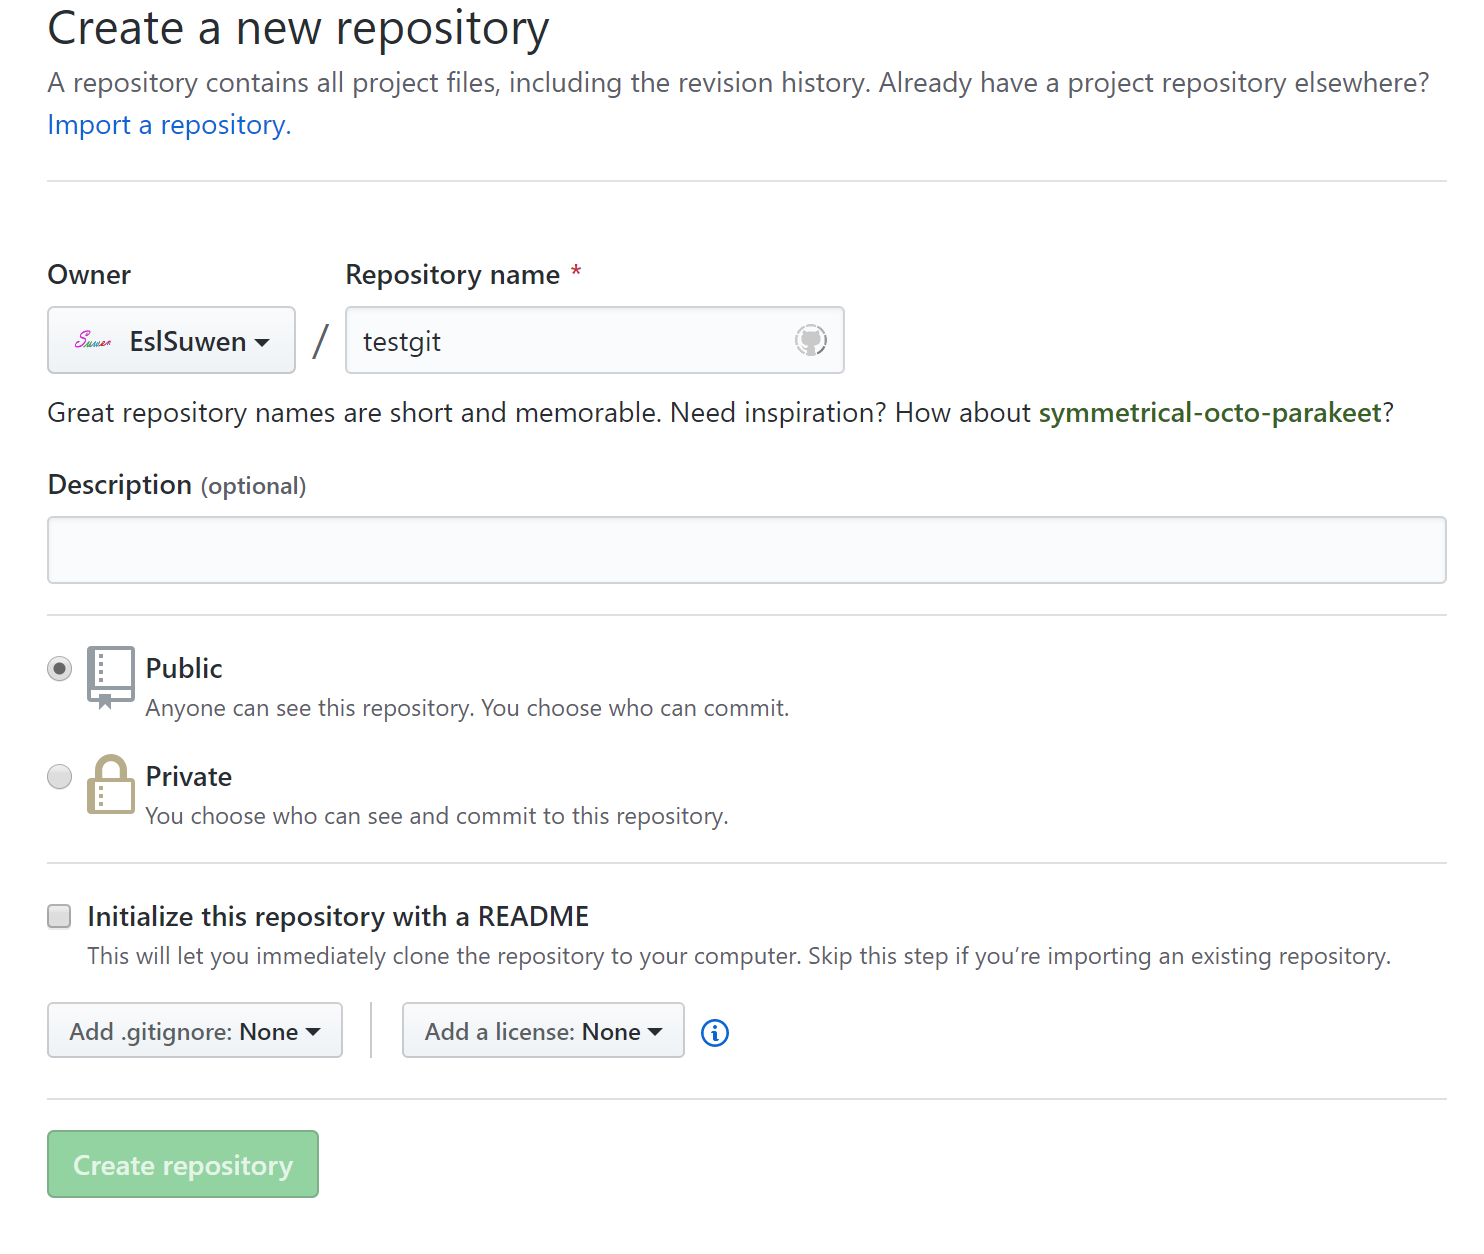 Create a new repository
A repository contains all project files, including the revision history. Already have a project repository elsewhere?
Import a repository.
Owner
Repository name *
Suwen EslSuwen / testgit
Great repository names are short and memorable. Need inspiration? How about symmetrical-octo-parakeet?
Description (optional)
Public
Anyone can see this repository. You choose who can commit.
Private
You choose who can see and commit to this repository.
Initialize this repository with a README
This will let you immediately clone the repository to your computer. Skip this step if you’re importing an existing repository.
Add .gitignore: None
Add a license: None
Create repository